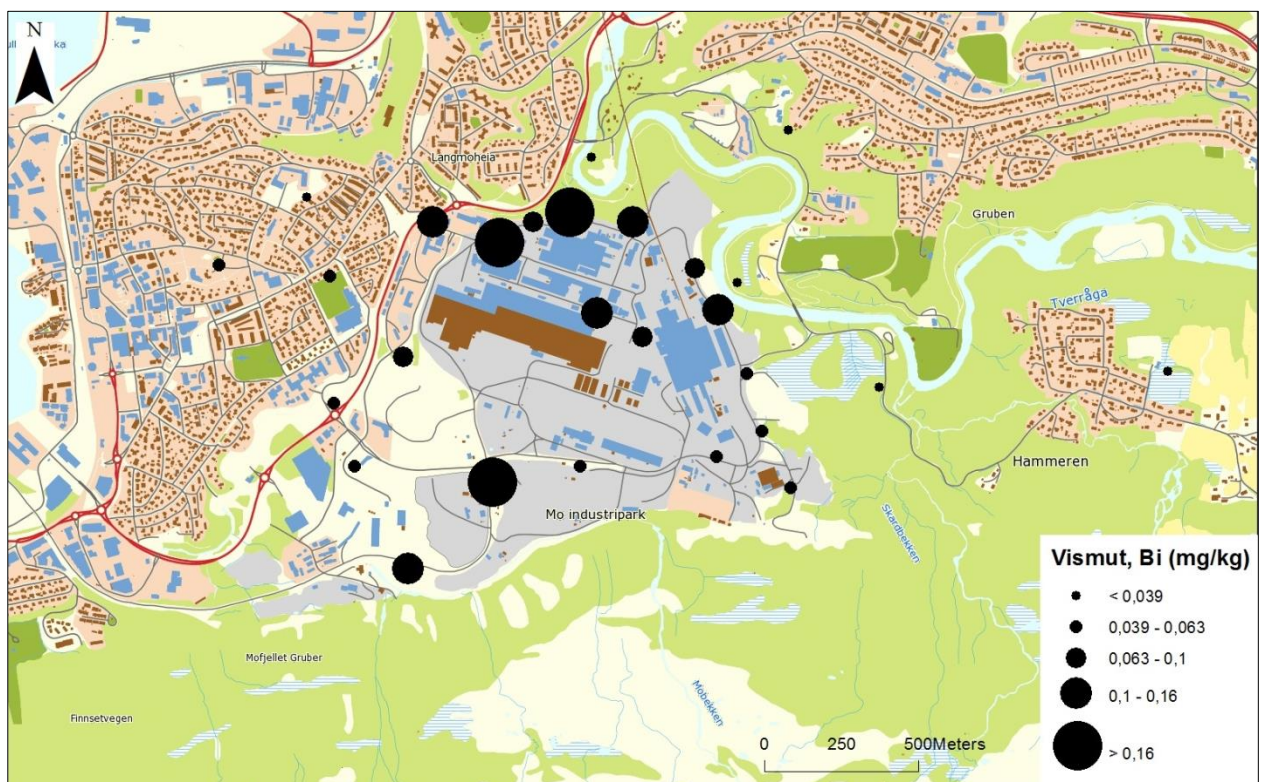 N
Langmoheia
Gruben
Tverråga
Hammeren
Mo industripark
Skardbekken
Mofjellet Gruber
Mobekken
Finnsetvegen
Vismut, Bi (mg/kg)
< 0,039
0,039 - 0,063
0,063 - 0,1
0,1 - 0,16
> 0,16
0 250 500Meters